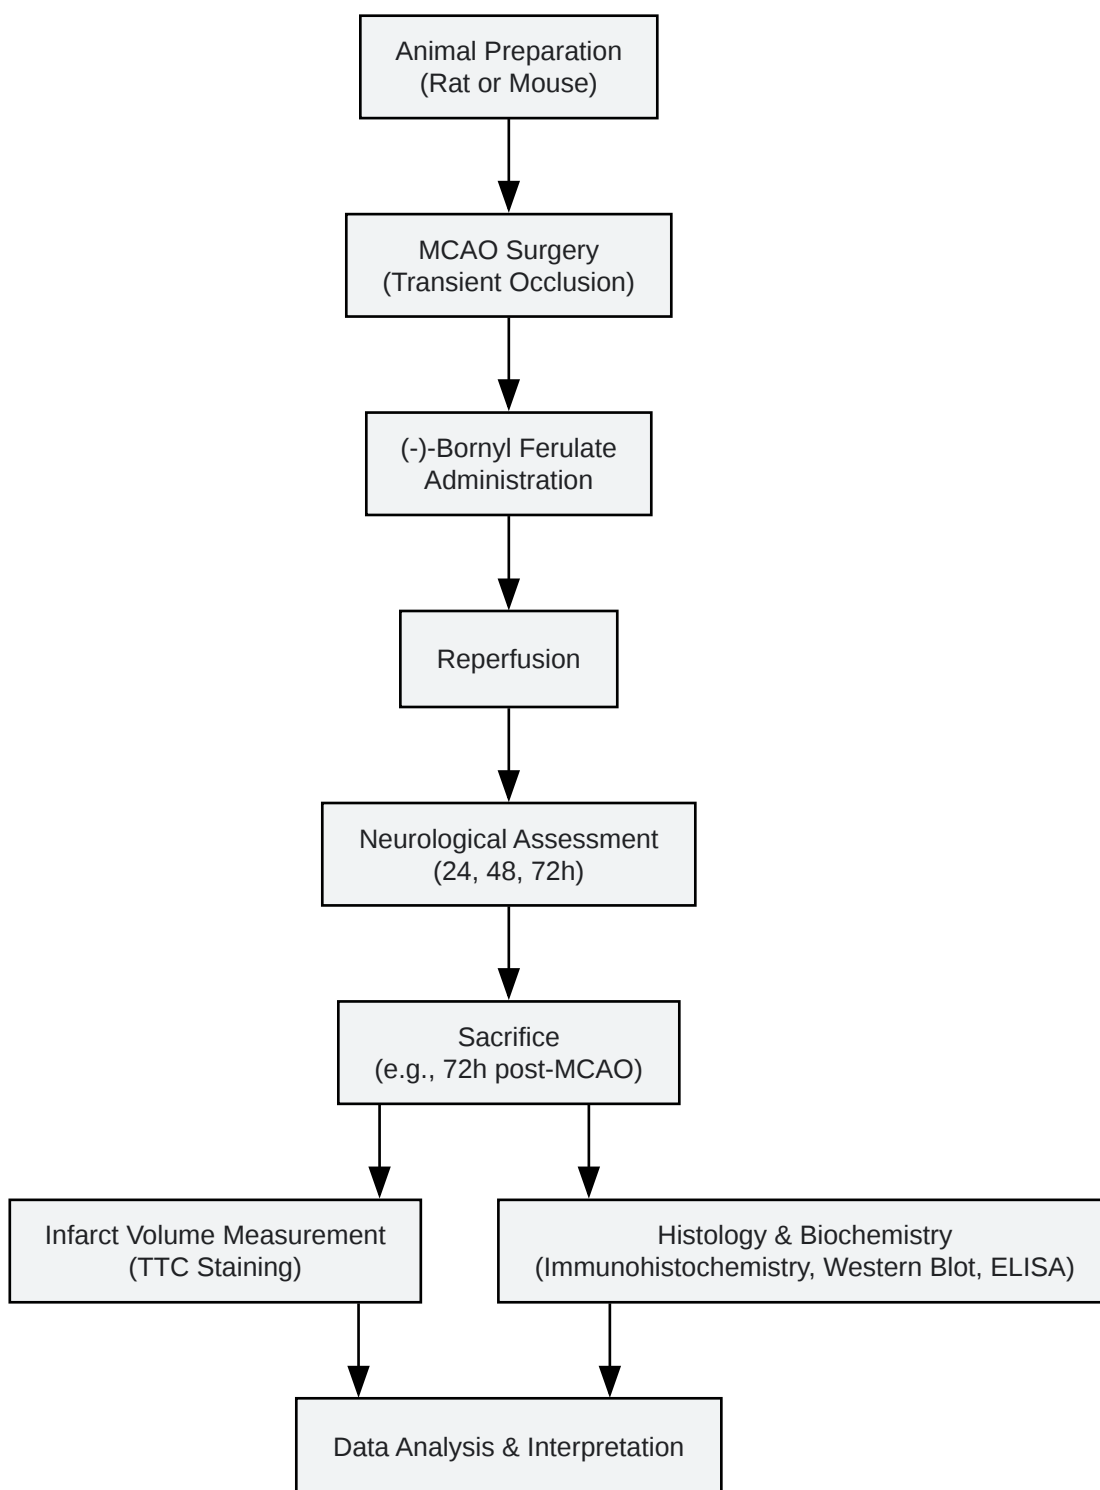 Animal Preparation
(Rat or Mouse)
MCAO Surgery
(Transient Occlusion)
(-)-Bornyl Ferulate
Administration
Reperfusion
Neurological Assessment
(24, 48, 72h)
Sacrifice
(e.g., 72h post-MCAO)
Infarct Volume Measurement
(TTC Staining)
Histology & Biochemistry
(Immunohistochemistry, Western Blot, ELISA)
Data Analysis & Interpretation